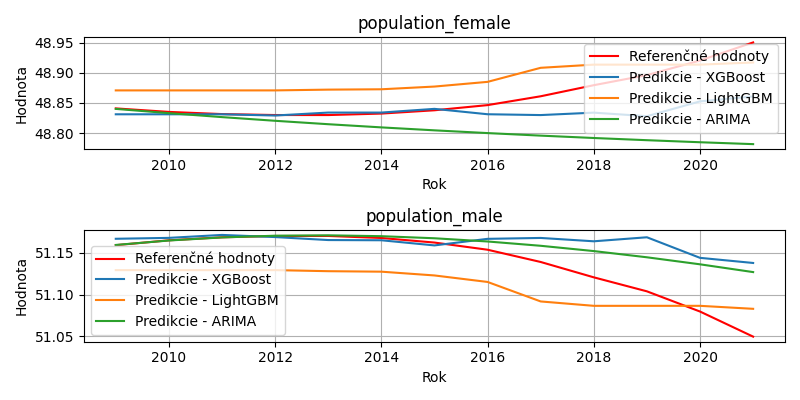 population_female
48.95
48.90
48.85
48.80
Hodnota
Referenčné hodnoty
Predikcie - XGBoost
Predikcie - LightGBM
Predikcie - ARIMA
2010 2012 2014 2016 2018 2020
Rok
population_male
51.15
51.10
51.05
Hodnota
Referenčné hodnoty
Predikcie - XGBoost
Predikcie - LightGBM
Predikcie - ARIMA
2010 2012 2014 2016 2018 2020
Rok